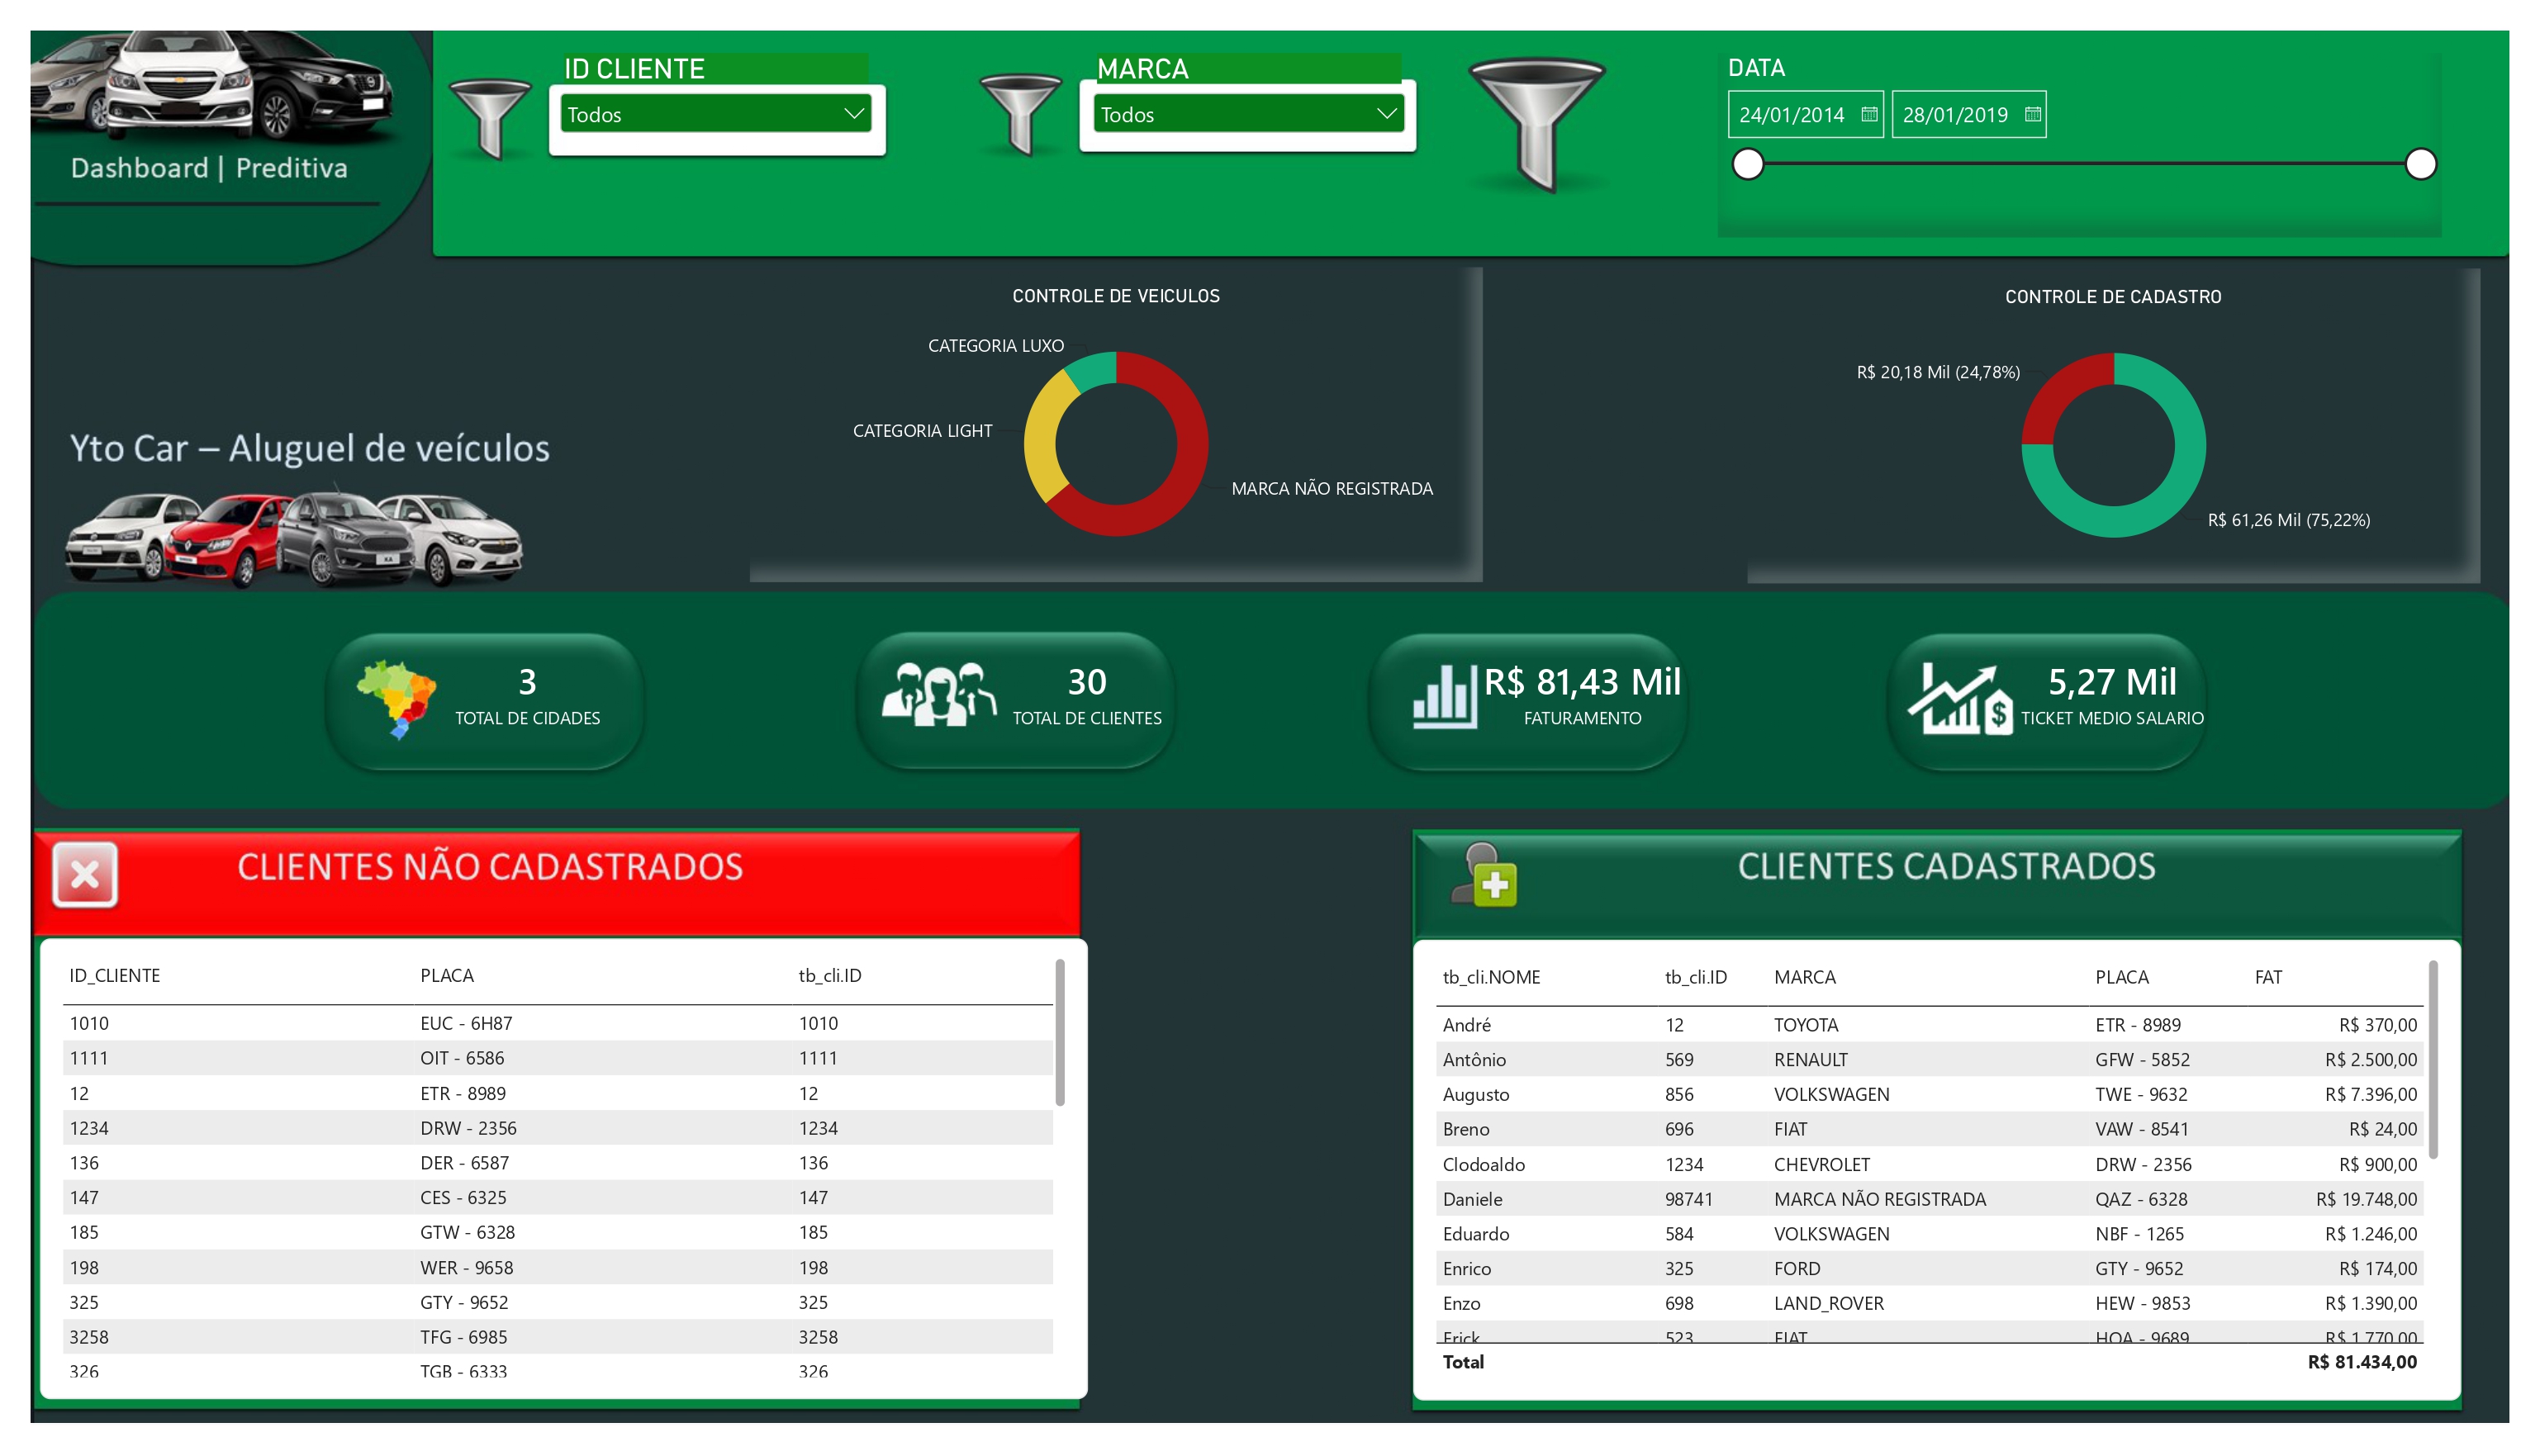 ID CLIENTE
Todos
MARCA
Todos
DATA
24/01/2014
28/01/2019
Dashboard | Preditiva
CONTROLE DE VEICULOS
CATEGORIA LUXO
CATEGORIA LIGHT
MARCA NÃO REGISTRADA
CONTROLE DE CADASTRO
R$ 20,18 Mil (24,78%)
R$ 61,26 Mil (75,22%)
Yto Car – Aluguel de veículos
3
TOTAL DE CIDADES
30
TOTAL DE CLIENTES
R$ 81,43 Mil
FATURAMENTO
5,27 Mil
TICKET MEDIO SALARIO
CLIENTES NÃO CADASTRADOS
ID_CLIENTE PLACA tb_cli.ID
1010 EUC - 6H87 1010
1111 OIT - 6586 1111
12 ETR - 8989 12
1234 DRW - 2356 1234
136 DER - 6587 136
147 CES - 6325 147
185 GTW - 6328 185
198 WER - 9658 198
325 GTY - 9652 325
3258 TFG - 6985 3258
326 TGB - 6333 326
CLIENTES CADASTRADOS
tb_cli.NOME tb_cli.ID MARCA PLACA FAT
André 12 TOYOTA ETR - 8989 R$ 370,00
Antônio 569 RENAULT GFW - 5852 R$ 2.500,00
Augusto 856 VOLKSWAGEN TWE - 9632 R$ 7.396,00
Breno 696 FIAT VAW - 8541 R$ 24,00
Clodoaldo 1234 CHEVROLET DRW - 2356 R$ 900,00
Daniele 98741 MARCA NÃO REGISTRADA QAZ - 6328 R$ 19.748,00
Eduardo 584 VOLKSWAGEN NBF - 1265 R$ 1.246,00
Enrico 325 FORD GTY - 9652 R$ 174,00
Enzo 698 LAND_ROVER HEW - 9853 R$ 1.390,00
Erick 523 FIAT HOA - 9689 R$ 1.770,00
Total R$ 81.434,00